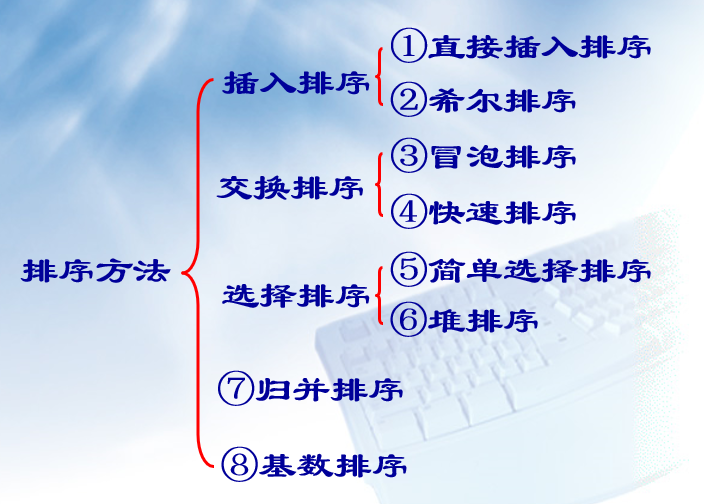 ①直接插入排序
插入排序
②希尔排序
③冒泡排序
交换排序
④快速排序
排序方法
⑤简单选择排序
选择排序
⑥堆排序
⑦归并排序
⑧基数排序